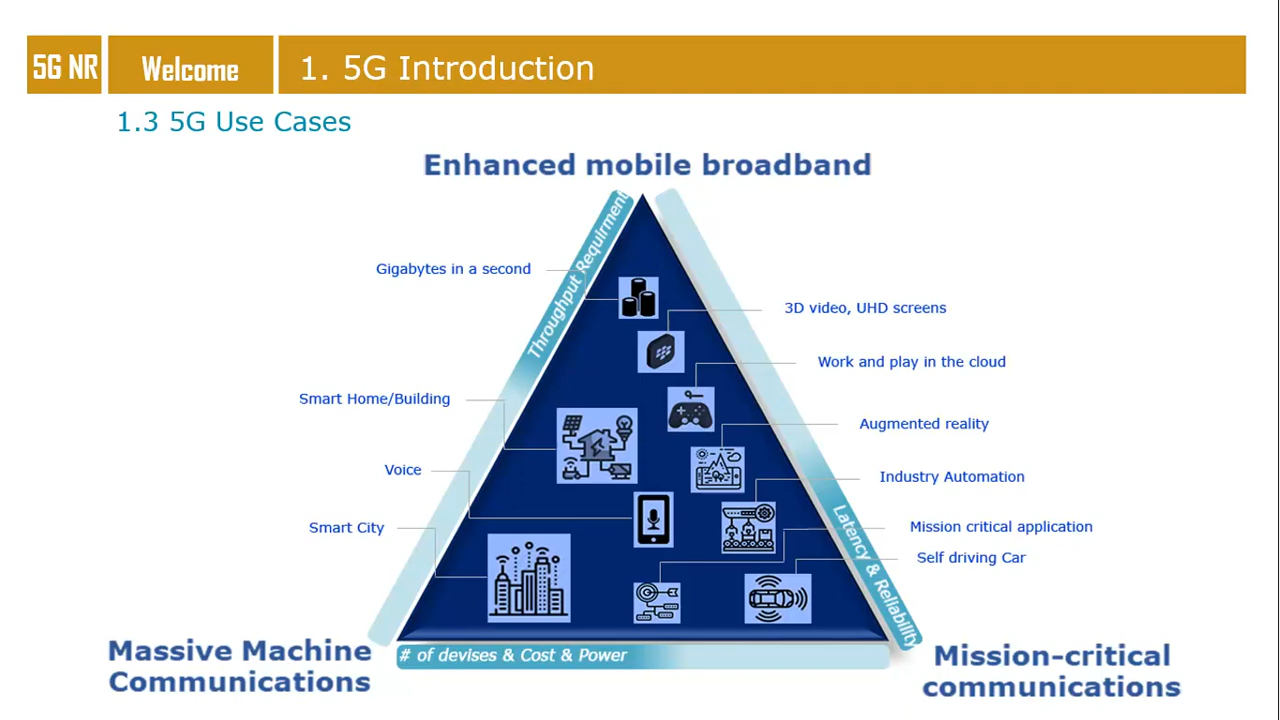 5G NR
Welcome
1. 5G Introduction
1.3 5G Use Cases
Enhanced mobile broadband
Throughput Requirment
Gigabytes in a second
3D video, UHD screens
Work and play in the cloud
Smart Home/Building
Augmented reality
Voice
Industry Automation
Smart City
Mission critical application
Self driving Car
Latency & Reliability
Massive Machine
Communications
# of devises & Cost & Power
Mission-critical
communications